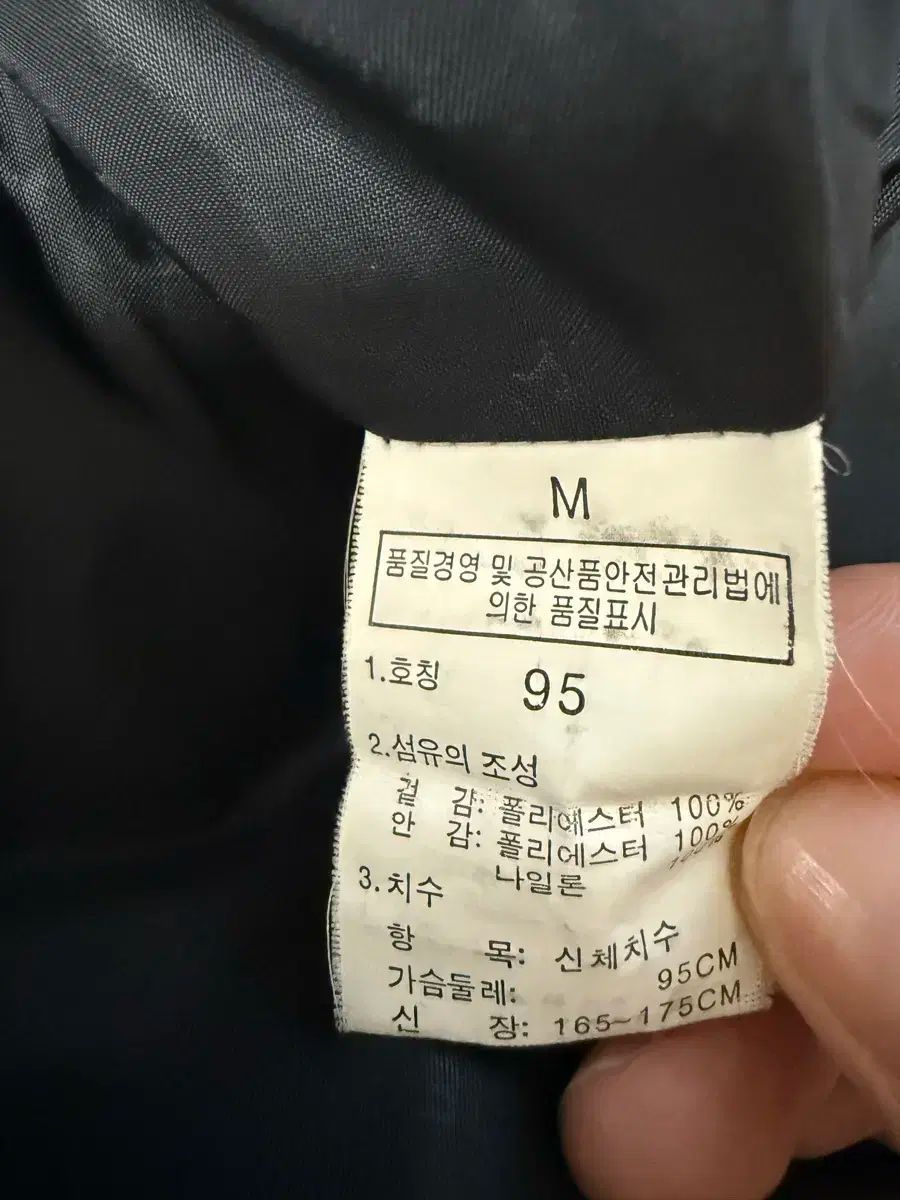 M
품질경영 및 공산품안전관리법에
의한 품질표시
1.호칭 95
2.섬유의 조성
겉 감: 폴리에스터 100%
안 감: 폴리에스터 100%
나일론 100%
3.치수
항 목: 신체치수
가슴둘레: 95CM
신 장: 165~175CM